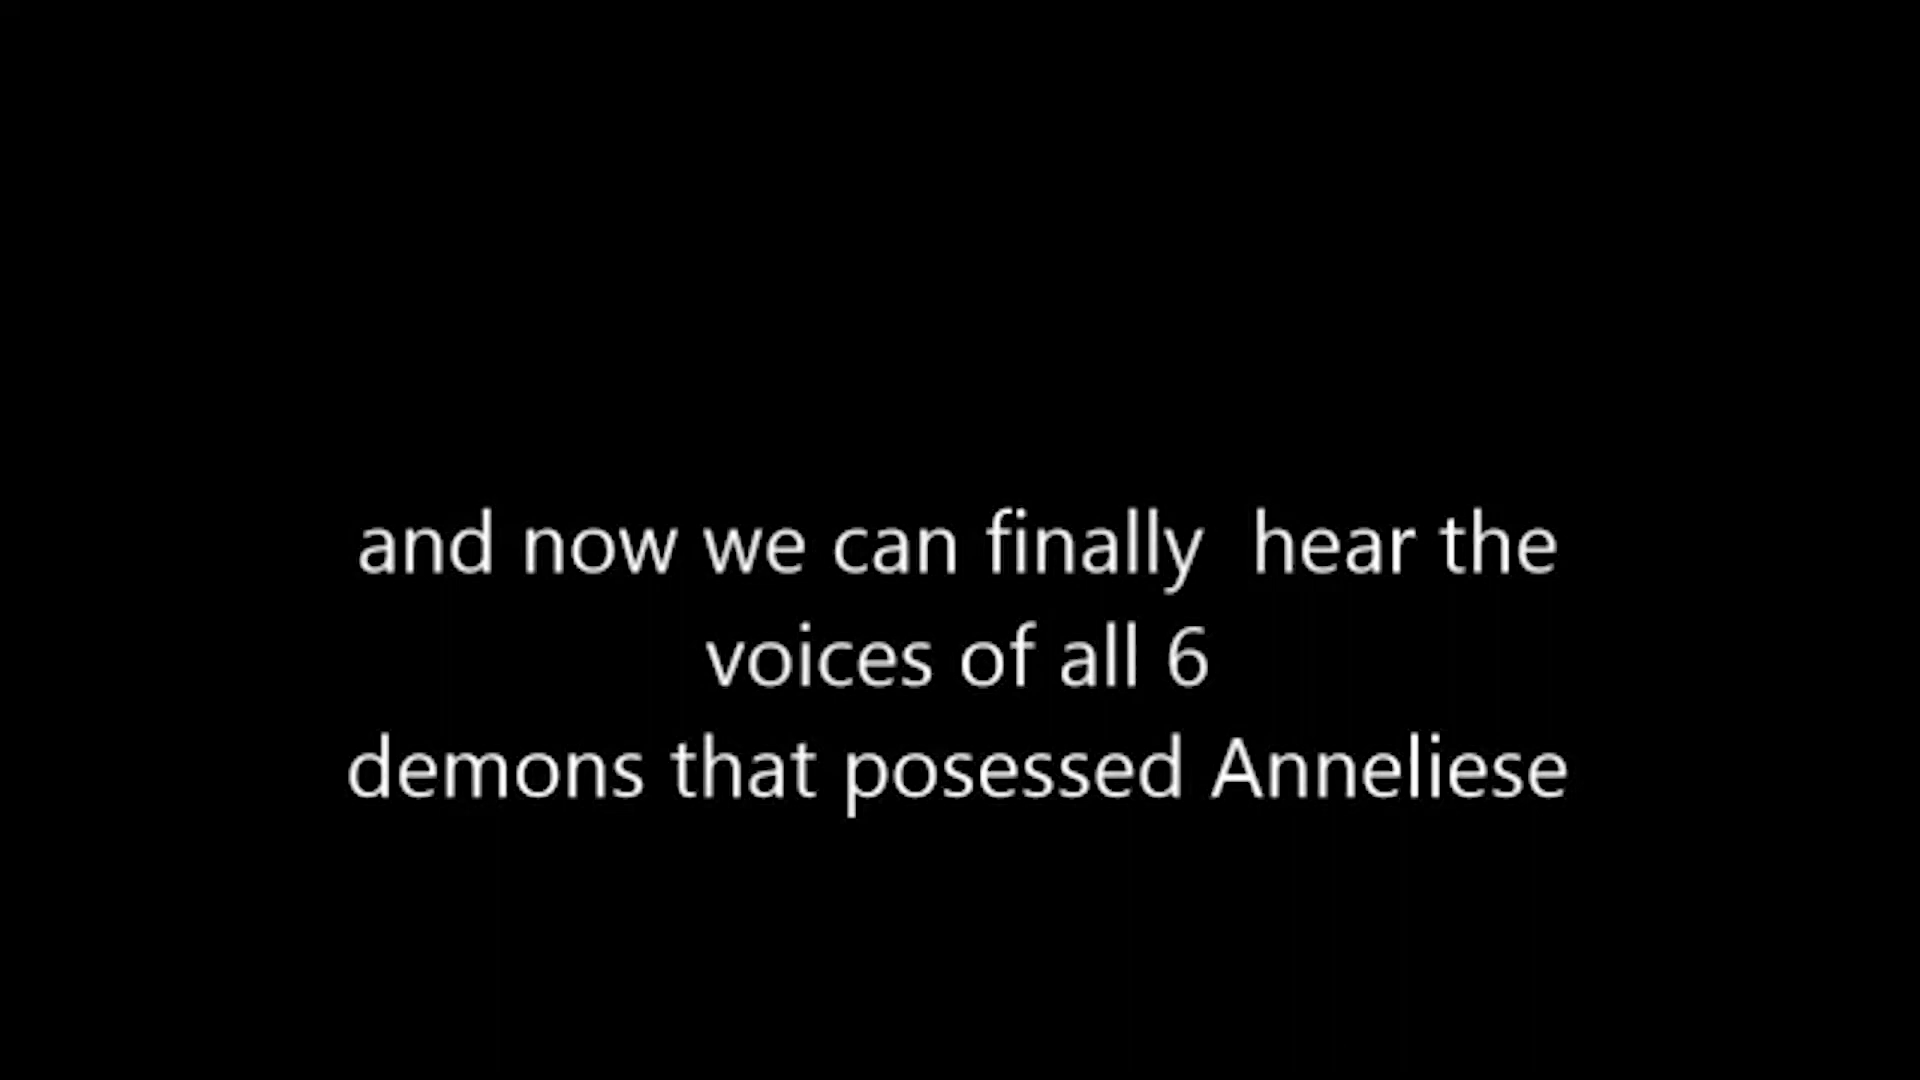 and now we can finally  hear the
voices of all 6
demons that posessed Anneliese